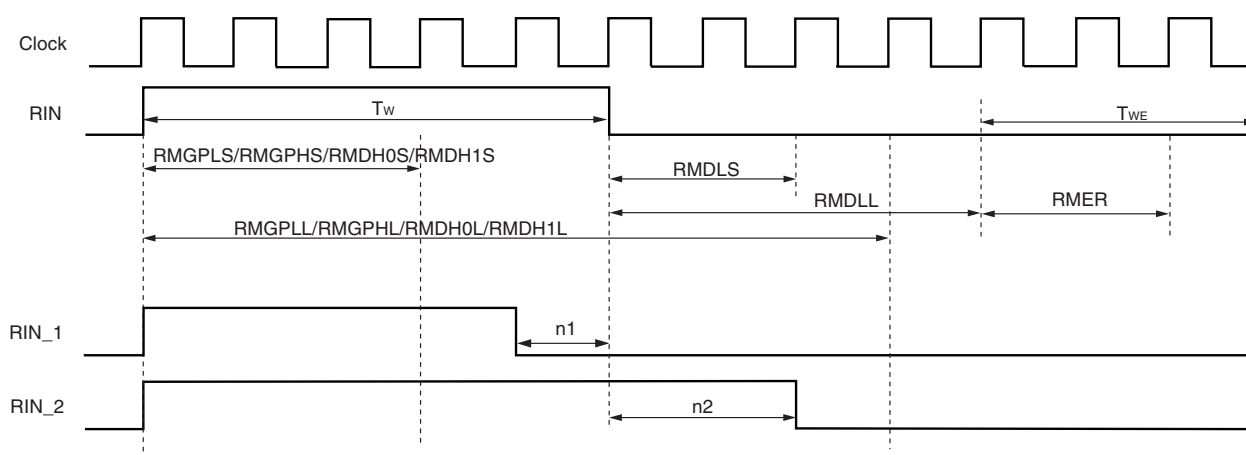 Clock
RIN
Tw
TWE
RMGPLS/RMGPHS/RMDH0S/RMDH1S
RMDLS
RMDLL
RMER
RMGPLL/RMGPHL/RMDH0L/RMDH1L
RIN_1
n1
RIN_2
n2